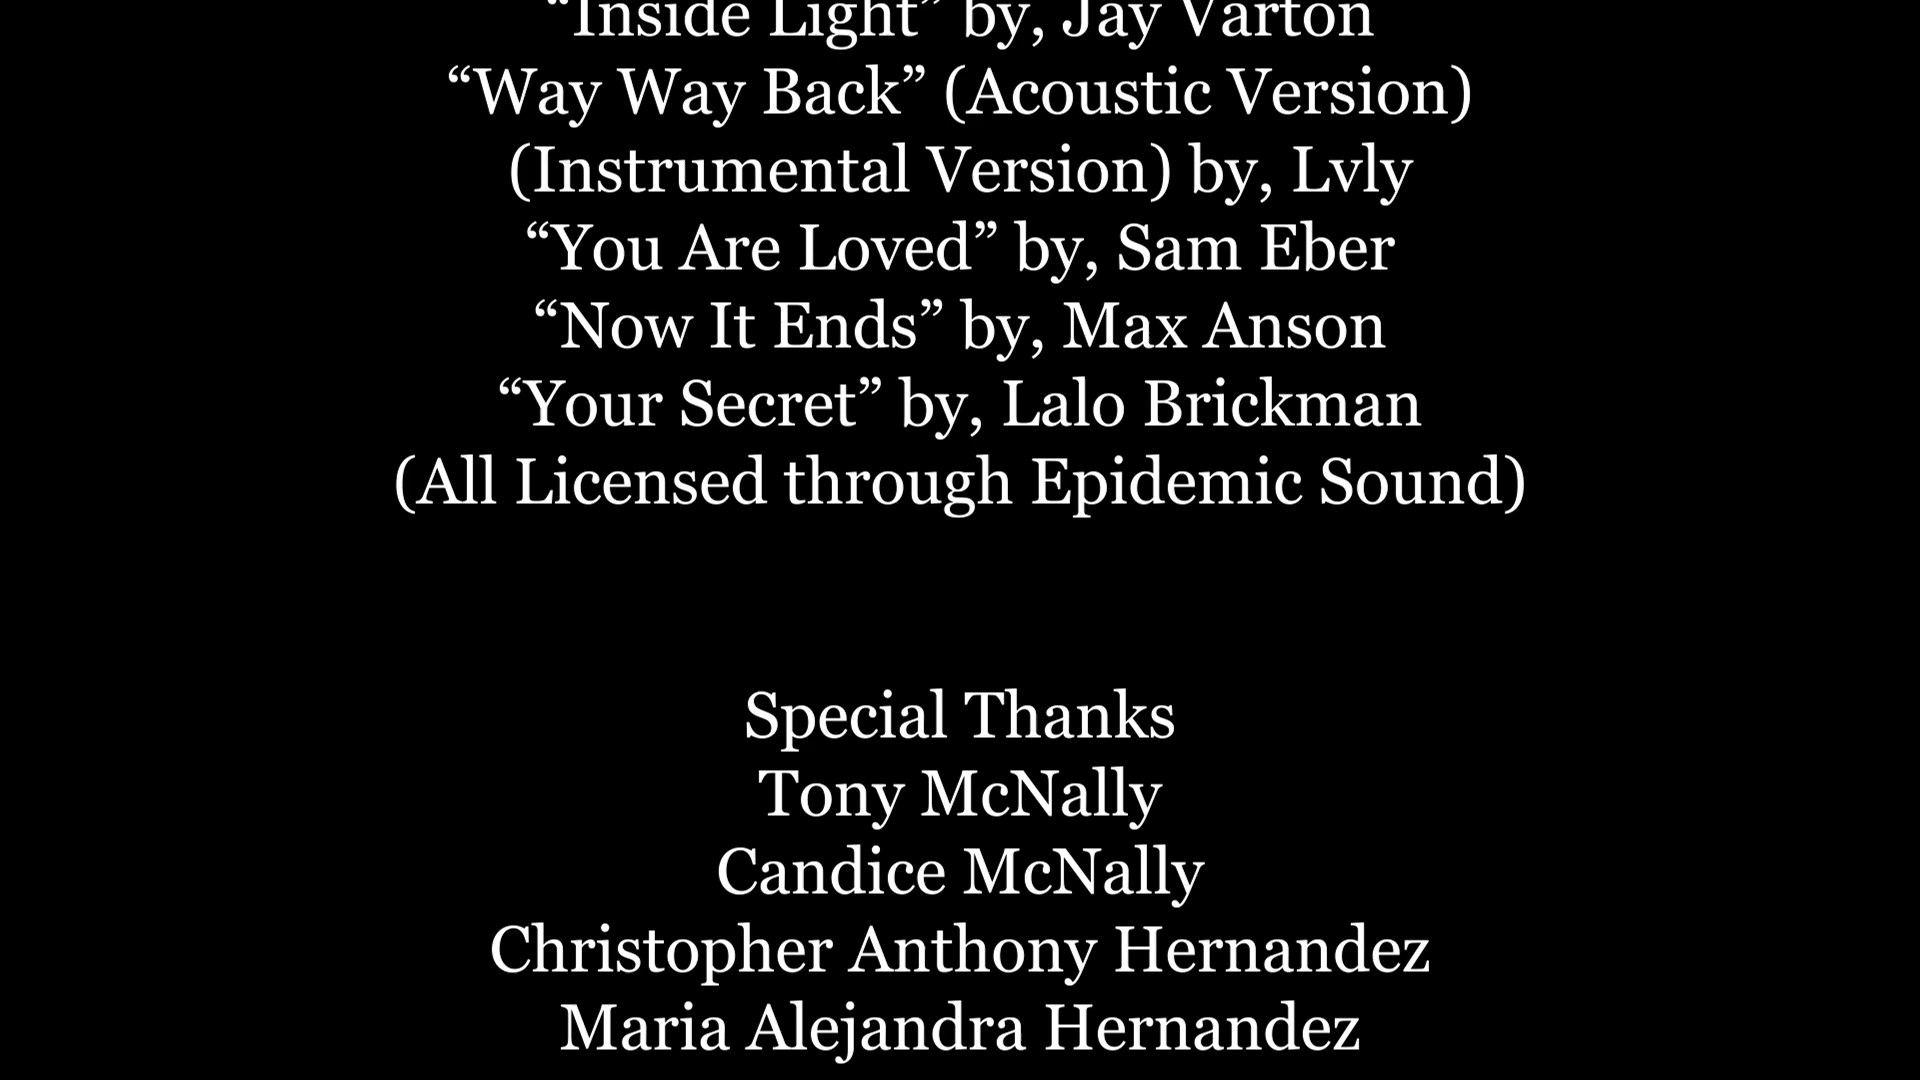 “Inside Light” by, Jay Varton
“Way Way Back” (Acoustic Version)
(Instrumental Version) by, Lvly
“You Are Loved” by, Sam Eber
“Now It Ends” by, Max Anson
“Your Secret” by, Lalo Brickman
(All Licensed through Epidemic Sound)
Special Thanks
Tony McNally
Candice McNally
Christopher Anthony Hernandez
Maria Alejandra Hernandez